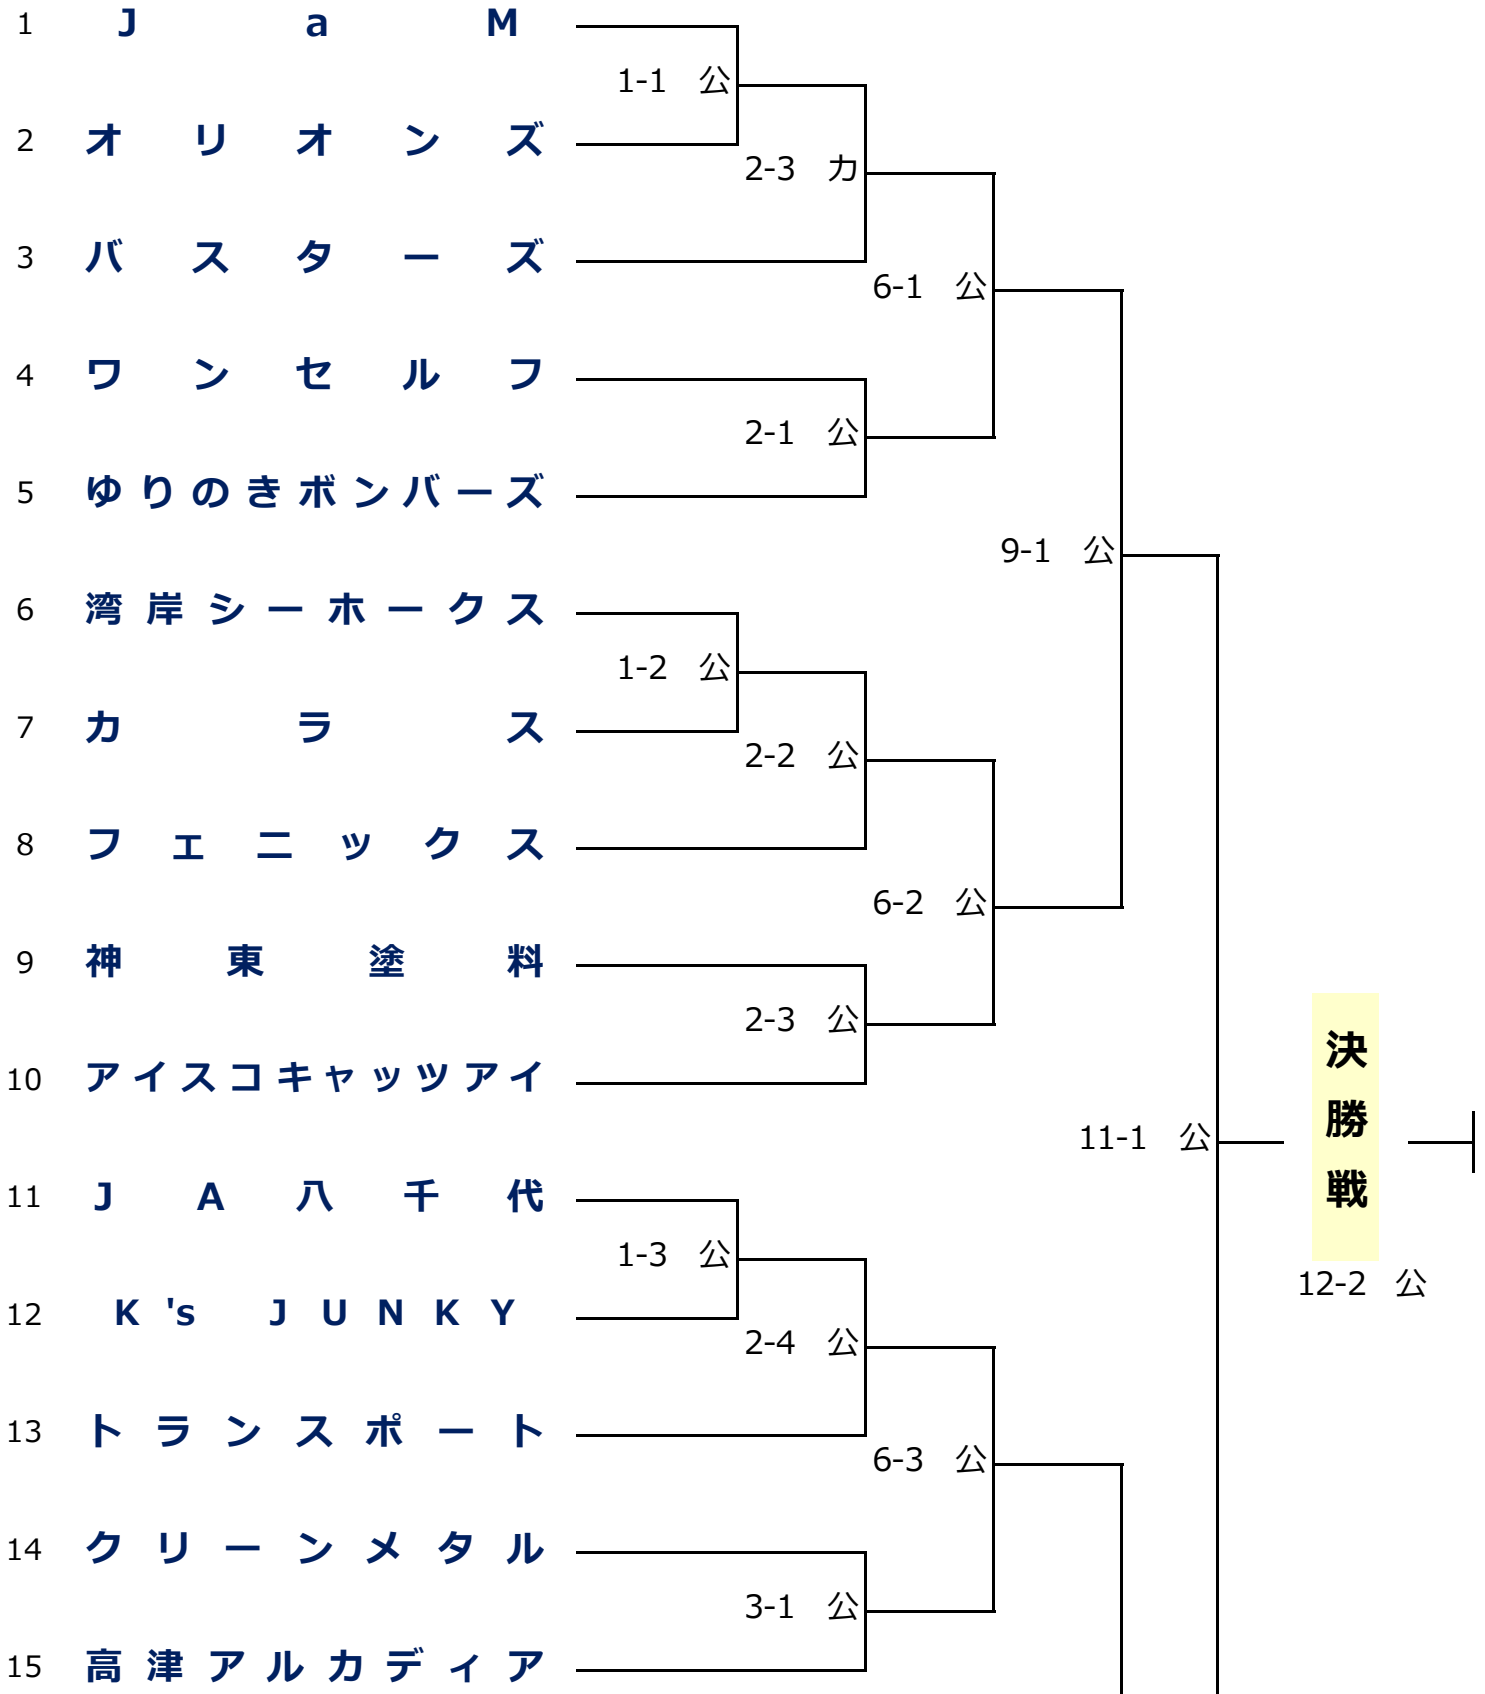 1 JaM
1-1 公
2 オリオンズ
2-3 カ
3 バスターズ
6-1 公
4 ワンセルフ
2-1 公
5 ゆりのきボンバーズ
9-1 公
6 湾岸シーホークス
1-2 公
7 カラス
2-2 公
8 フェニックス
6-2 公
9 神東塗料
2-3 公
10 アイスコキャッツアイ
決勝戦
11-1 公
11 JA八千代
1-3 公
12-2 公
12 K's JUNKY
2-4 公
13 トランスポート
6-3 公
14 クリーンメタル
3-1 公
15 高津アルカディア